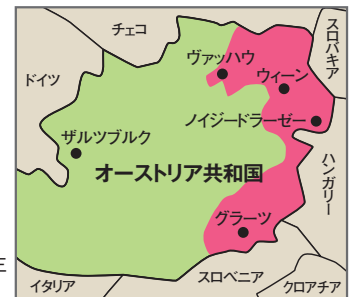 チェコ
スロバキア
ドイツ
ヴァッハウ
ウィーン
ノイジードラーゼー
ザルツブルク
オーストリア共和国
ハンガリー
グラーツ
イタリア
スロベニア
クロアチア